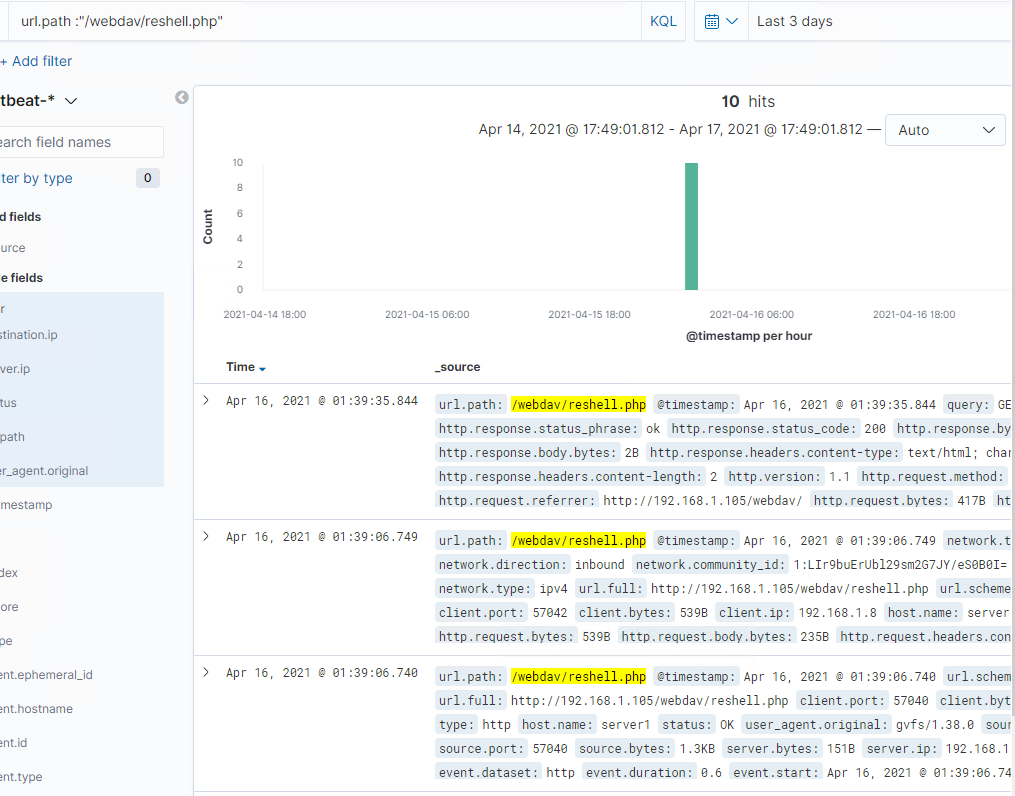 url.path :"/webdav/reshell.php"
KQL
Last 3 days
+ Add filter
tbeat-*
earch field names
ter by type 0
d fields
urce
e fields
r
stination.ip
ver.ip
tus
path
er_agent.original
mestamp
dex
ore
pe
ent.ephemeral_id
ent.hostname
ent.id
ent.type
10 hits
Apr 14, 2021 @ 17:49:01.812 - Apr 17, 2021 @ 17:49:01.812 —
Auto
Count
10
8
6
4
2
0
2021-04-14 18:00 2021-04-15 06:00 2021-04-15 18:00 2021-04-16 06:00 2021-04-16 18:00
@timestamp per hour
Time _source
Apr 16, 2021 @ 01:39:35.844
url.path: /webdav/reshell.php @timestamp: Apr 16, 2021 @ 01:39:35.844 query: GE
http.response.status_phrase: ok http.response.status_code: 200 http.response.by
http.response.body.bytes: 2B http.response.headers.content-type: text/html; char
http.response.headers.content-length: 2 http.version: 1.1 http.request.method:
http.request.referrer: http://192.168.1.105/webdav/ http.request.bytes: 417B ht
Apr 16, 2021 @ 01:39:06.749
url.path: /webdav/reshell.php @timestamp: Apr 16, 2021 @ 01:39:06.749 network.t
network.direction: inbound network.community_id: 1:LIr9buErUbl29sm2G7JY/eS0B0I=
network.type: ipv4 url.full: http://192.168.1.105/webdav/reshell.php url.scheme
client.port: 57042 client.bytes: 539B client.ip: 192.168.1.8 host.name: server
http.request.bytes: 539B http.request.body.bytes: 235B http.request.headers.con
Apr 16, 2021 @ 01:39:06.740
url.path: /webdav/reshell.php @timestamp: Apr 16, 2021 @ 01:39:06.740 url.schem
url.full: http://192.168.1.105/webdav/reshell.php client.port: 57040 client.byt
type: http host.name: server1 status: OK user_agent.original: gvfs/1.38.0 sour
source.port: 57040 source.bytes: 1.3KB server.bytes: 151B server.ip: 192.168.1
event.dataset: http event.duration: 0.6 event.start: Apr 16, 2021 @ 01:39:06.74